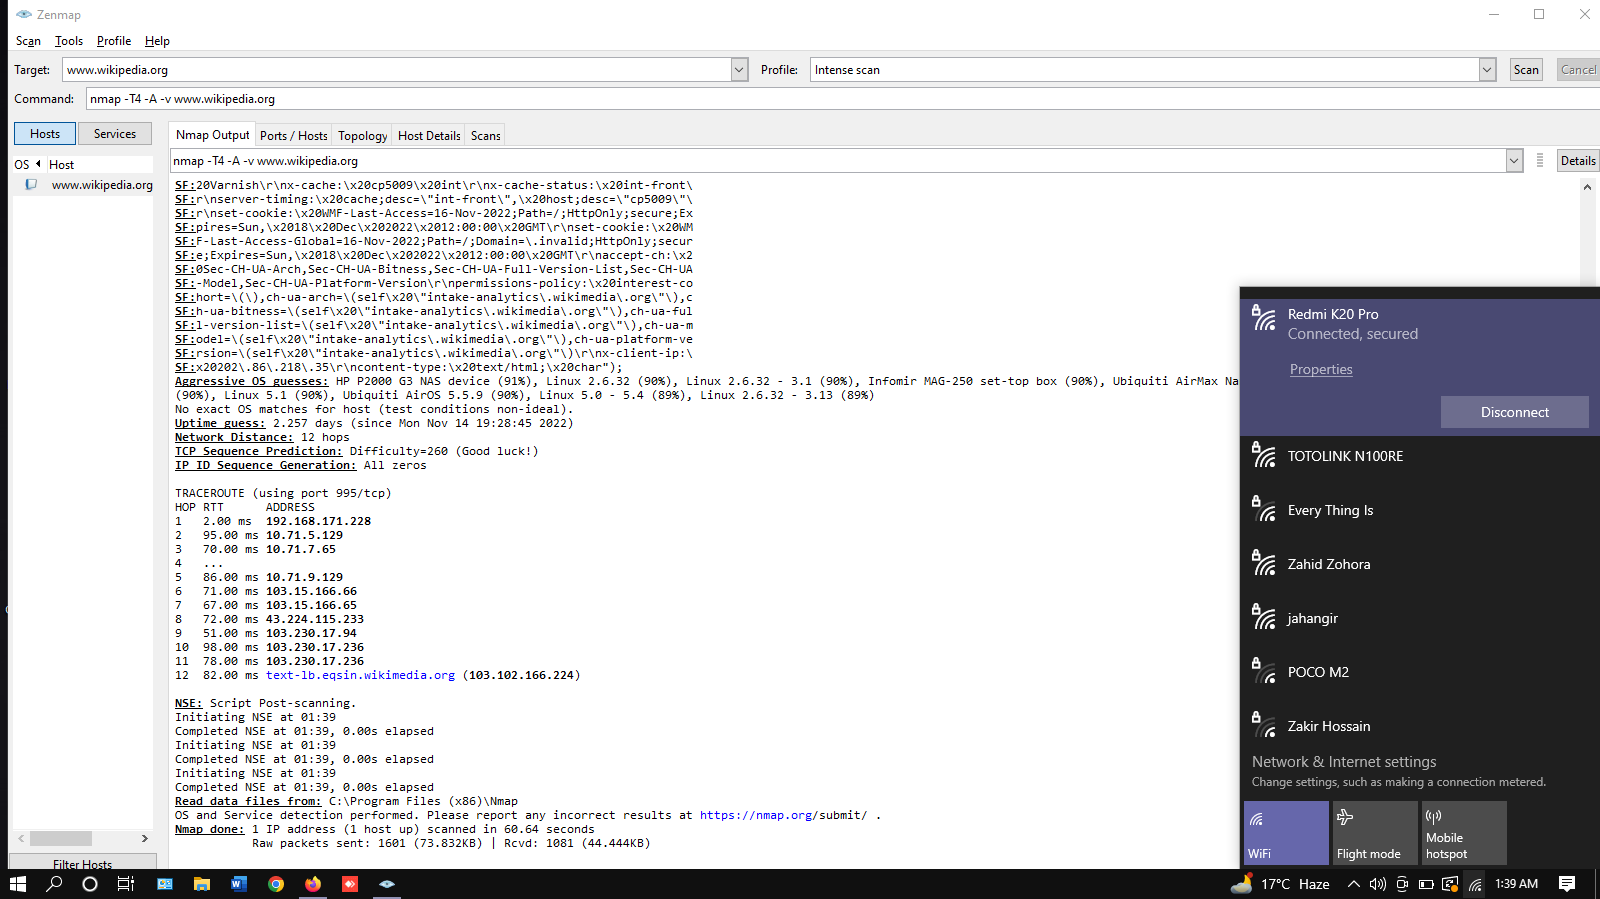 Zenmap
Scan Tools Profile Help
Target: www.wikipedia.org Profile: Intense scan Scan Cancel
Command: nmap -T4 -A -v www.wikipedia.org
Hosts Services
Nmap Output Ports / Hosts Topology Host Details Scans
OS Host
www.wikipedia.org
nmap -T4 -A -v www.wikipedia.org Details
SF:20Varnish\r\nx-cache:\x20cp5009\x20int\r\nx-cache-status:\x20int-front\
SF:r\nserver-timing:\x20cache;desc=\"int-front\",\x20host;desc=\"cp5009\"\
SF:r\nset-cookie:\x20WMF-Last-Access=16-Nov-2022;Path=/;HttpOnly;secure;Ex
SF:pires=Sun,\x2018\x20Dec\x202022\x2012:00:00\x20GMT\r\nset-cookie:\x20WM
SF:F-Last-Access-Global=16-Nov-2022;Path=/;Domain=\.invalid;HttpOnly;secur
SF:e;Expires=Sun,\x2018\x20Dec\x202022\x2012:00:00\x20GMT\r\naccept-ch:\x2
SF:0Sec-CH-UA-Arch,Sec-CH-UA-Bitness,Sec-CH-UA-Full-Version-List,Sec-CH-UA
SF:-Model,Sec-CH-UA-Platform-Version\r\npermissions-policy:\x20interest-co
SF:hort=\(\),ch-ua-arch=\(self\x20\"intake-analytics\.wikimedia\.org\"\),c
SF:h-ua-bitness=\(self\x20\"intake-analytics\.wikimedia\.org\"\),ch-ua-ful
SF:l-version-list=\(self\x20\"intake-analytics\.wikimedia\.org\"\),ch-ua-m
SF:odel=\(self\x20\"intake-analytics\.wikimedia\.org\"\),ch-ua-platform-ve
SF:rsion=\(self\x20\"intake-analytics\.wikimedia\.org\"\)\r\nx-client-ip:\
SF:x20202\.86\.218\.35\r\ncontent-type:\x20text/html;\x20char");
Aggressive OS guesses: HP P2000 G3 NAS device (91%), Linux 2.6.32 (90%), Linux 2.6.32 - 3.1 (90%), Infomir MAG-250 set-top box (90%), Ubiquiti AirMax Na
(90%), Linux 5.1 (90%), Ubiquiti AirOS 5.5.9 (90%), Linux 5.0 - 5.4 (89%), Linux 2.6.32 - 3.13 (89%)
No exact OS matches for host (test conditions non-ideal).
Uptime guess: 2.257 days (since Mon Nov 14 19:28:45 2022)
Network Distance: 12 hops
TCP Sequence Prediction: Difficulty=260 (Good luck!)
IP ID Sequence Generation: All zeros
TRACEROUTE (using port 995/tcp)
HOP RTT ADDRESS
1 2.00 ms 192.168.171.228
2 95.00 ms 10.71.5.129
3 70.00 ms 10.71.7.65
4 ...
5 86.00 ms 10.71.9.129
6 71.00 ms 103.15.166.66
7 67.00 ms 103.15.166.65
8 72.00 ms 43.224.115.233
9 51.00 ms 103.230.17.94
10 98.00 ms 103.230.17.236
11 78.00 ms 103.230.17.236
12 82.00 ms text-lb.eqsin.wikimedia.org (103.102.166.224)
NSE: Script Post-scanning.
Initiating NSE at 01:39
Completed NSE at 01:39, 0.00s elapsed
Initiating NSE at 01:39
Completed NSE at 01:39, 0.00s elapsed
Initiating NSE at 01:39
Completed NSE at 01:39, 0.00s elapsed
Read data files from: C:\Program Files (x86)\Nmap
OS and Service detection performed. Please report any incorrect results at https://nmap.org/submit/ .
Nmap done: 1 IP address (1 host up) scanned in 60.64 seconds
Raw packets sent: 1601 (73.832KB) | Rcvd: 1081 (44.444KB)
Filter Hosts
Redmi K20 Pro
Connected, secured
Properties
Disconnect
TOTOLINK N100RE
Every Thing Is
Zahid Zohora
jahangir
POCO M2
Zakir Hossain
Network & Internet settings
Change settings, such as making a connection metered.
WiFi
Flight mode
Mobile
hotspot
17°C Haze 1:39 AM